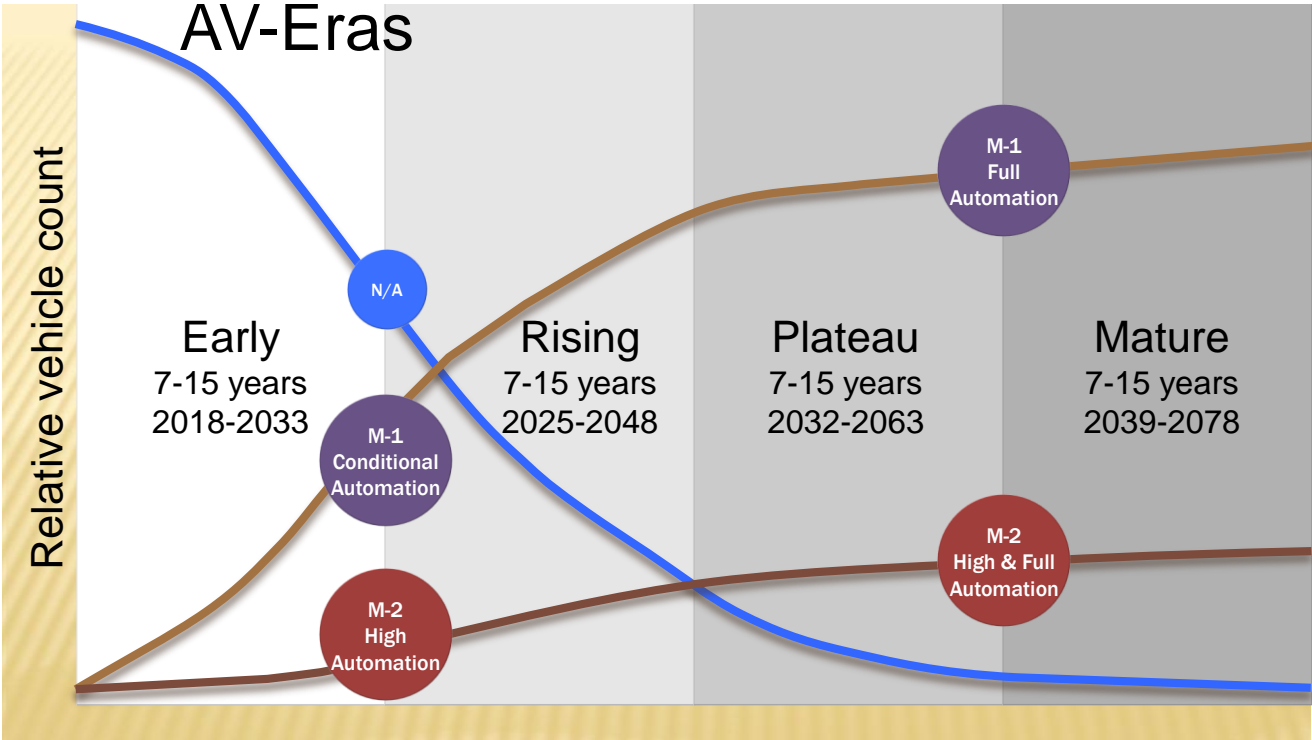 AV-Eras
Relative vehicle count
M-1
Full
Automation
N/A
Early
7-15 years
2018-2033
Rising
7-15 years
2025-2048
Plateau
7-15 years
2032-2063
Mature
7-15 years
2039-2078
M-1
Conditional
Automation
M-2
High
Automation
M-2
High & Full
Automation